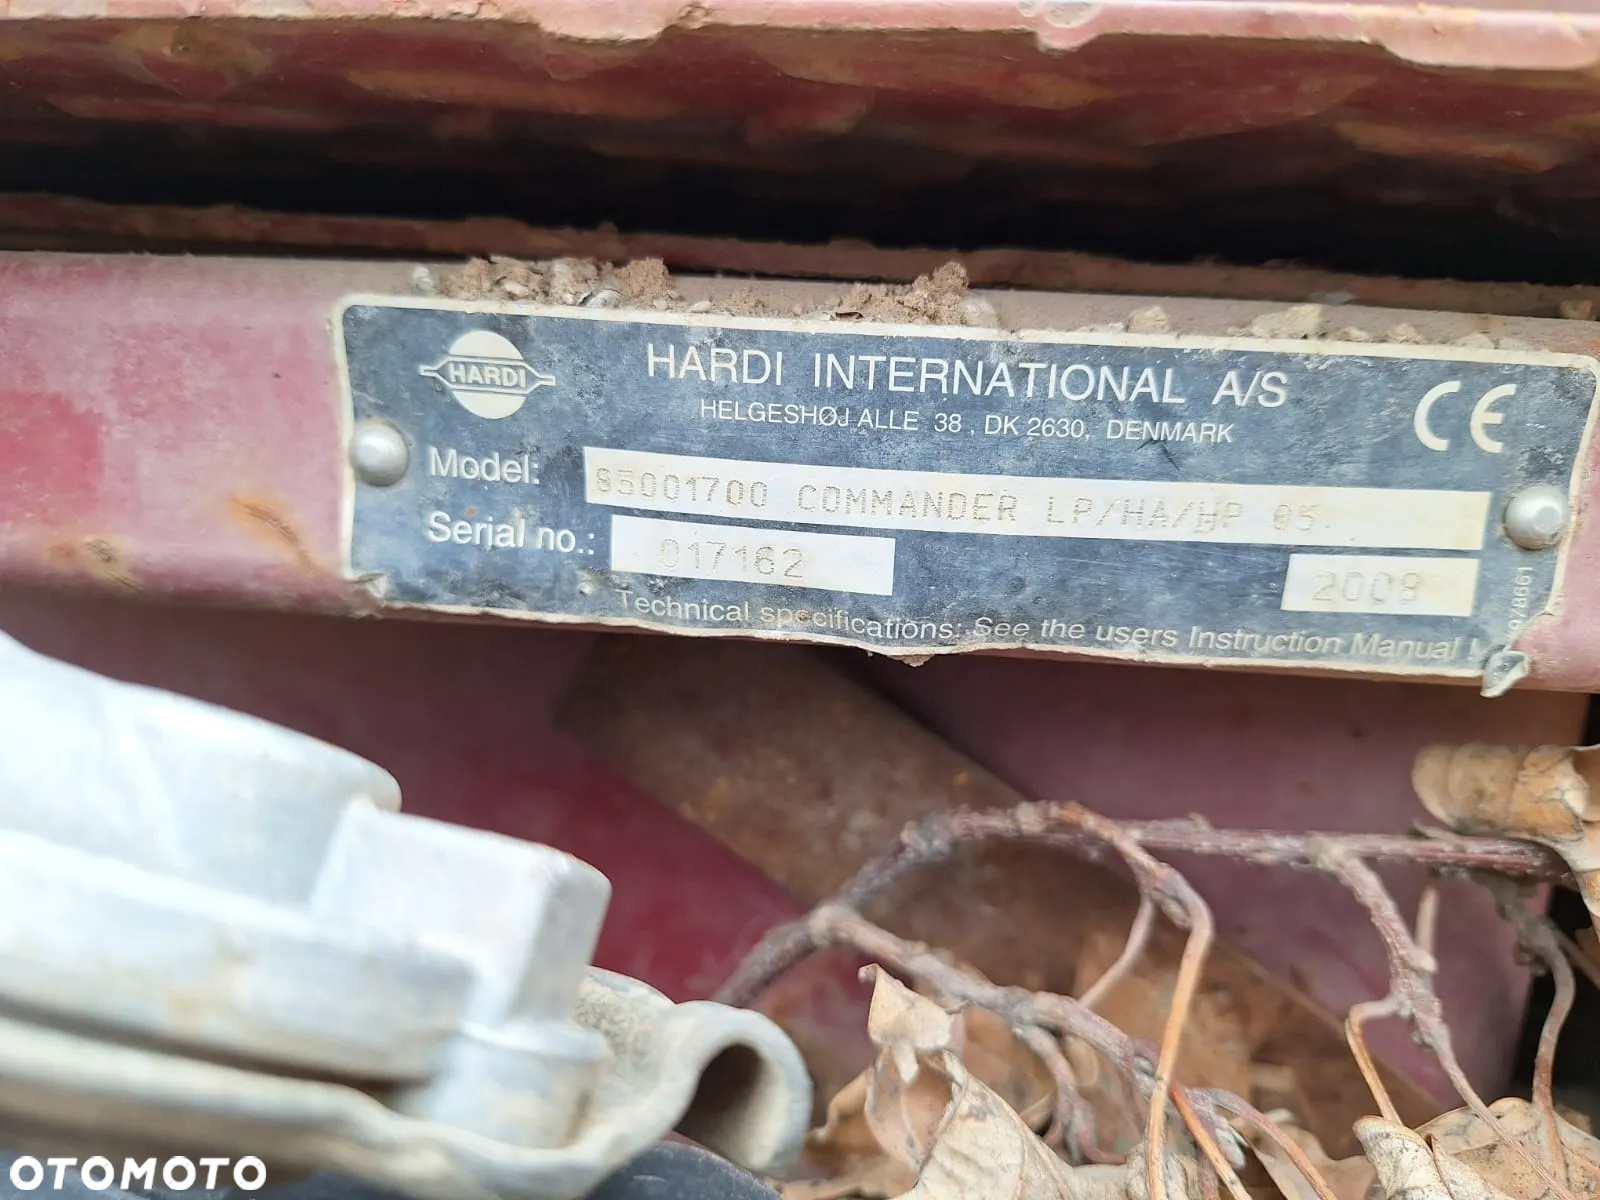 HARDI
HARDI INTERNATIONAL A/S
HELGESHØJ ALLE 38 , DK 2630, DENMARK
Model: 85001700 COMMANDER LP/HA/HP 05
Serial no.: 017162
2008
Technical specifications: See the users Instruction Manual !
978661
CE
OTOMOTO